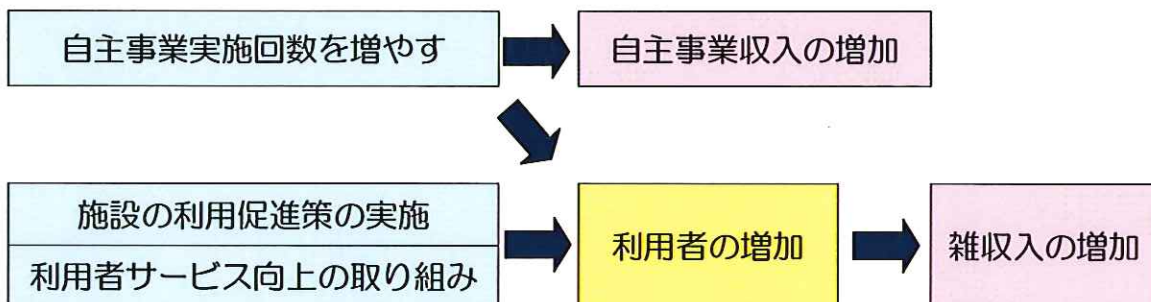 自主事業実施回数を増やす
自主事業収入の増加
施設の利用促進策の実施
利用者サービス向上の取り組み
利用者の増加
雑収入の増加